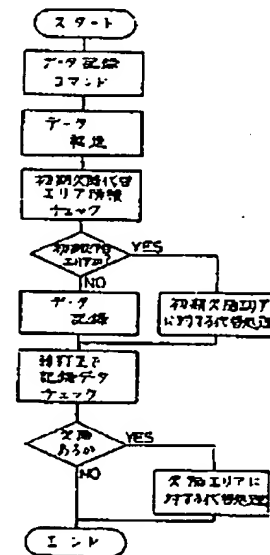 スタート
データ記録
コマンド
データ
転送
初期欠陥代替
エリア情報
チェック
初期欠陥
エリアか
YES
NO
データ
記録
初期欠陥エリア
に対する代替処理
誤訂正で
記録データ
チェック
欠陥
あるか
YES
NO
欠陥エリアに
対する代替処理
エンド